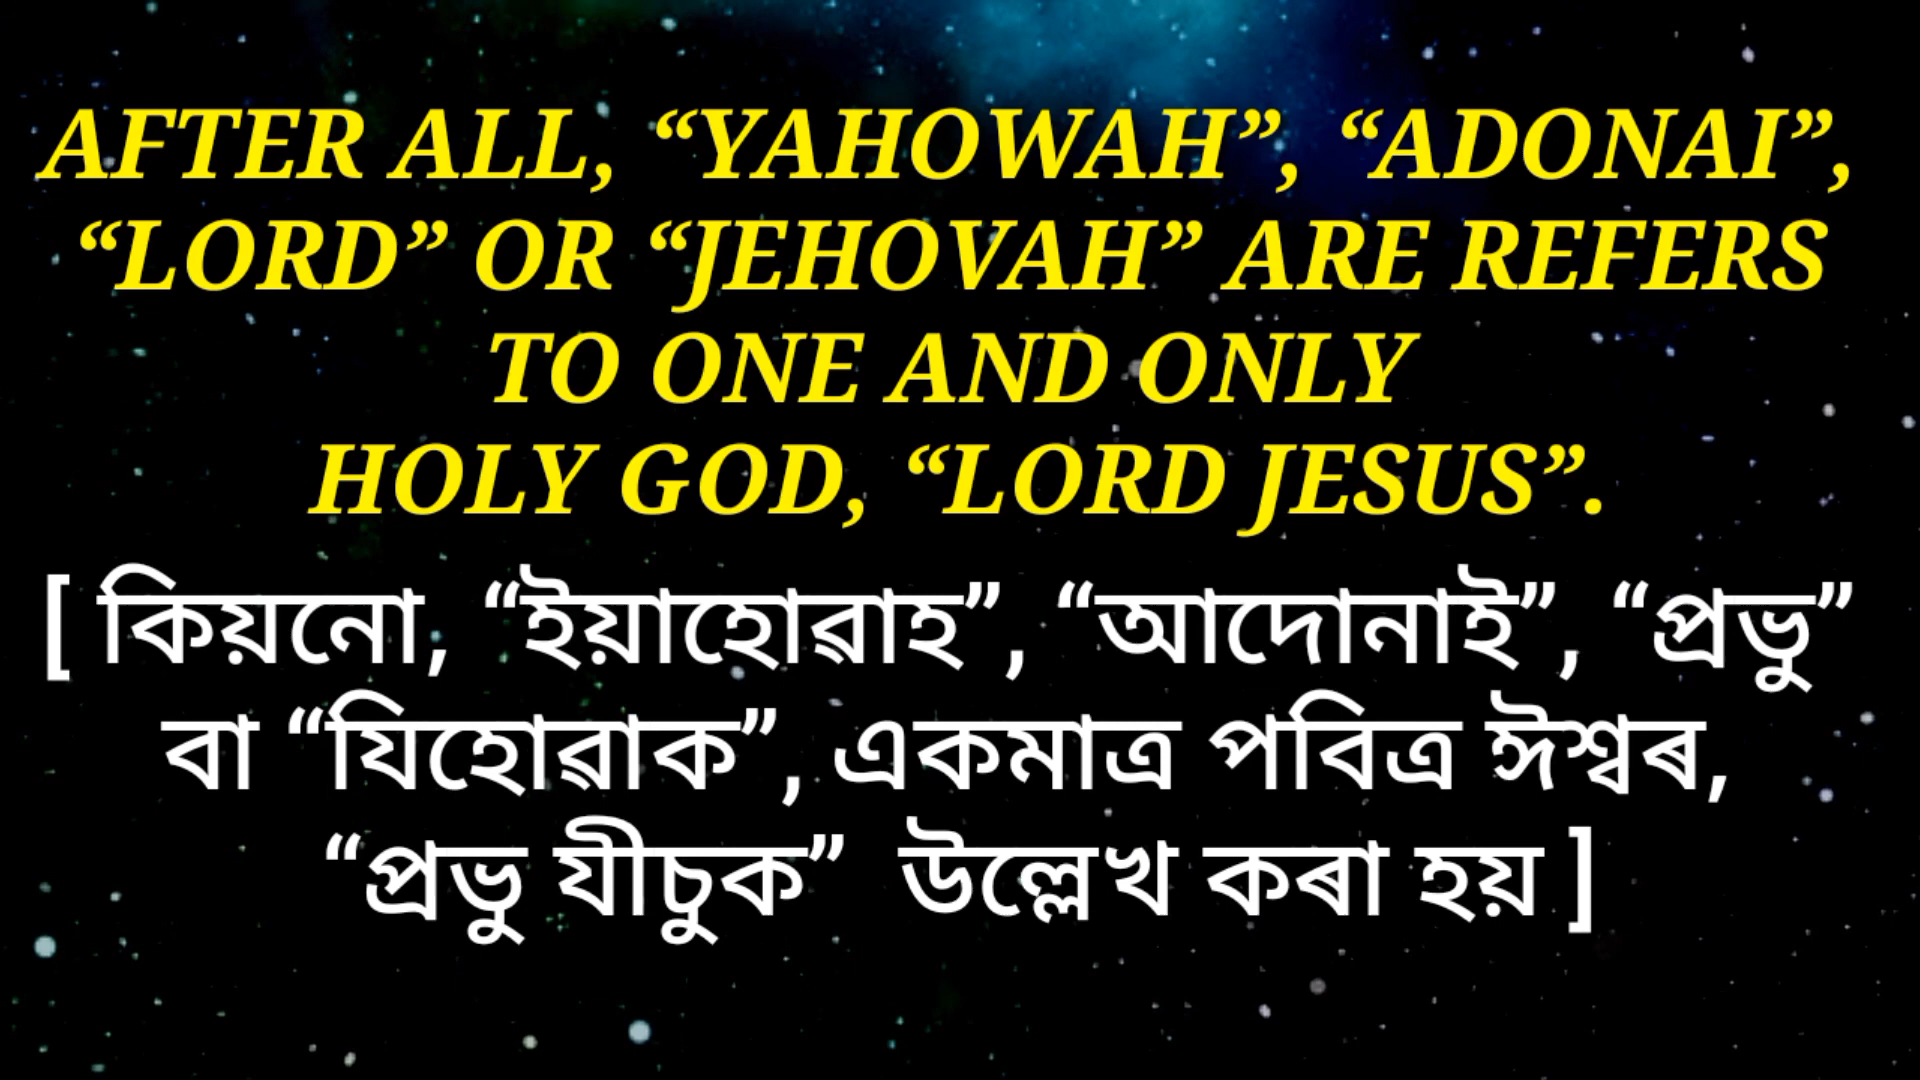 AFTER ALL, “YAHOWAH”, “ADONAI”,
“LORD” OR “JEHOVAH” ARE REFERS
TO ONE AND ONLY
HOLY GOD, “LORD JESUS”.
[ কিয়নো, “ইয়াহোৱাহ”, “আদোনাই”, “প্ৰভু”
বা “যিহোৱাক”, একমাত্ৰ পবিত্ৰ ঈশ্বৰ,
“প্ৰভু যীচুক” উল্লেখ কৰা হয় ]